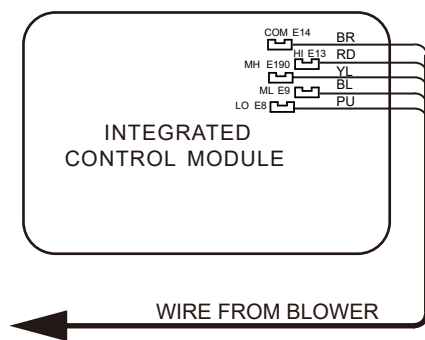 COM E14 BR
HI E13 RD
MH E190 YL
ML E9 BL
LO E8 PU
INTEGRATED
CONTROL MODULE
WIRE FROM BLOWER